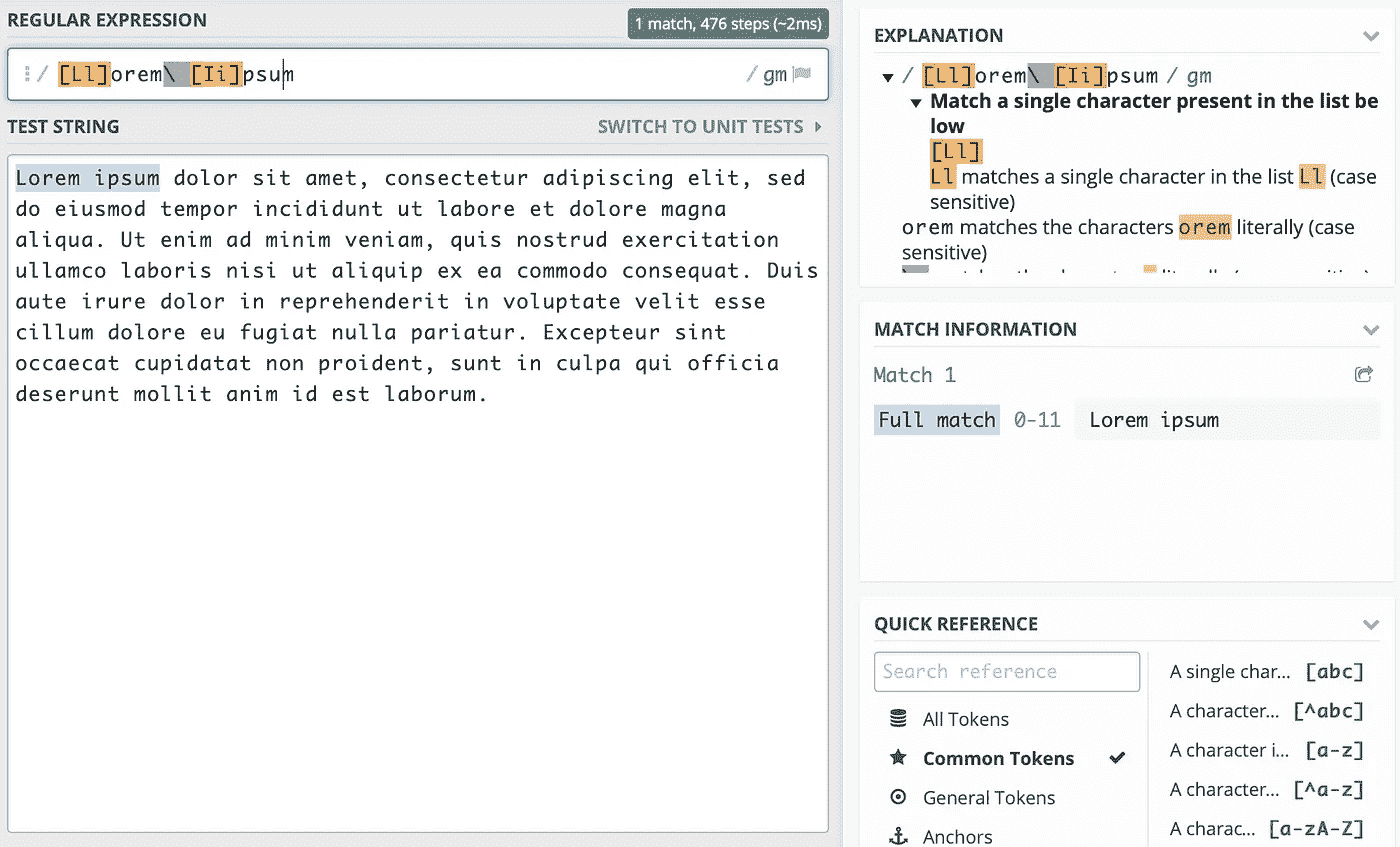 REGULAR EXPRESSION
1 match, 476 steps (~2ms)
/ [Ll]orem\ [Ii]psum / gm
TEST STRING
SWITCH TO UNIT TESTS
Lorem ipsum dolor sit amet, consectetur adipiscing elit, sed
do eiusmod tempor incididunt ut labore et dolore magna
aliqua. Ut enim ad minim veniam, quis nostrud exercitation
ullamco laboris nisi ut aliquip ex ea commodo consequat. Duis
aute irure dolor in reprehenderit in voluptate velit esse
cillum dolore eu fugiat nulla pariatur. Excepteur sint
occaecat cupidatat non proident, sunt in culpa qui officia
deserunt mollit anim id est laborum.
EXPLANATION
/ [Ll]orem\ [Ii]psum / gm
Match a single character present in the list be
low
[Ll]
Ll matches a single character in the list Ll (case
sensitive)
orem matches the characters orem literally (case
sensitive)
MATCH INFORMATION
Match 1
Full match 0-11 Lorem ipsum
QUICK REFERENCE
Search reference
All Tokens
Common Tokens
General Tokens
Anchors
A single char... [abc]
A character... [^abc]
A character i... [a-z]
A character... [^a-z]
A charac... [a-zA-Z]